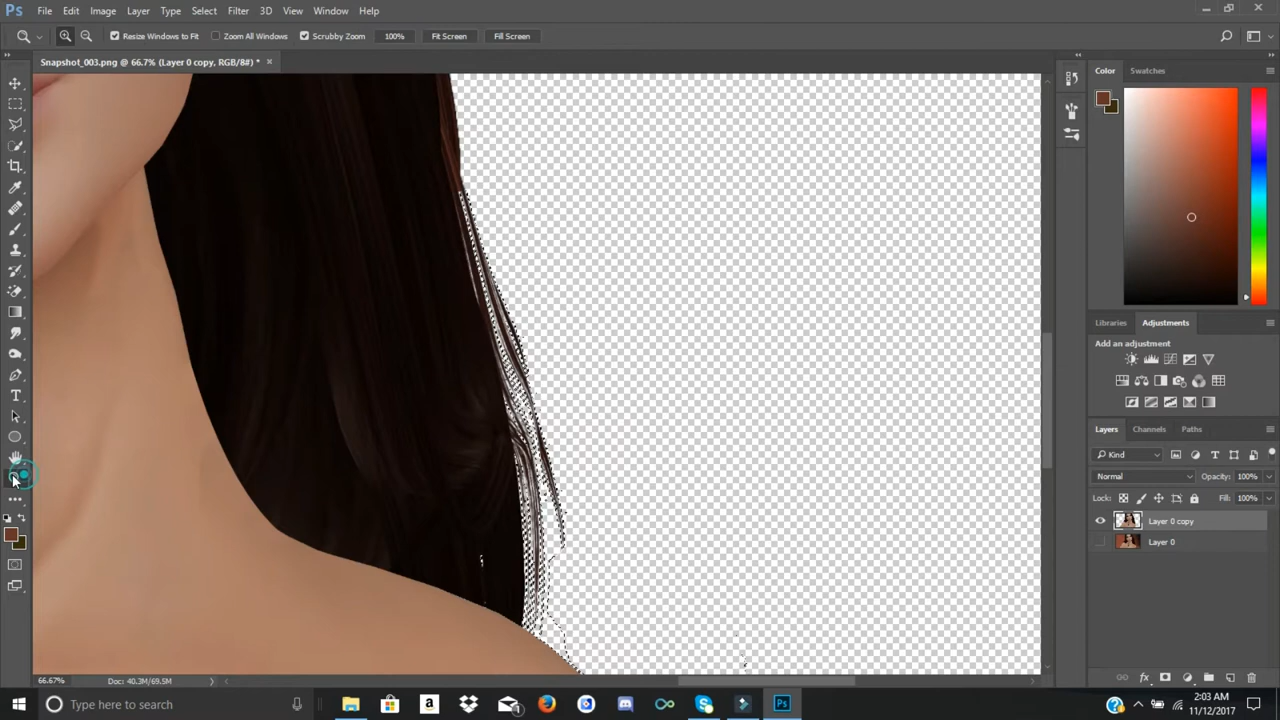 Ps File Edit Image Layer Type Select Filter 3D View Window Help
Resize Windows to Fit Zoom All Windows Scrubby Zoom 100% Fit Screen Fill Screen
Snapshot_003.png @ 66.7% (Layer 0 copy, RGB/8#) *
Color Swatches
Libraries Adjustments
Add an adjustment
Layers Channels Paths
Kind
Normal Opacity: 100%
Lock: Fill: 100%
Layer 0 copy
Layer 0
66.67% Doc: 40.3M/69.5M
Type here to search
2:03 AM
11/12/2017